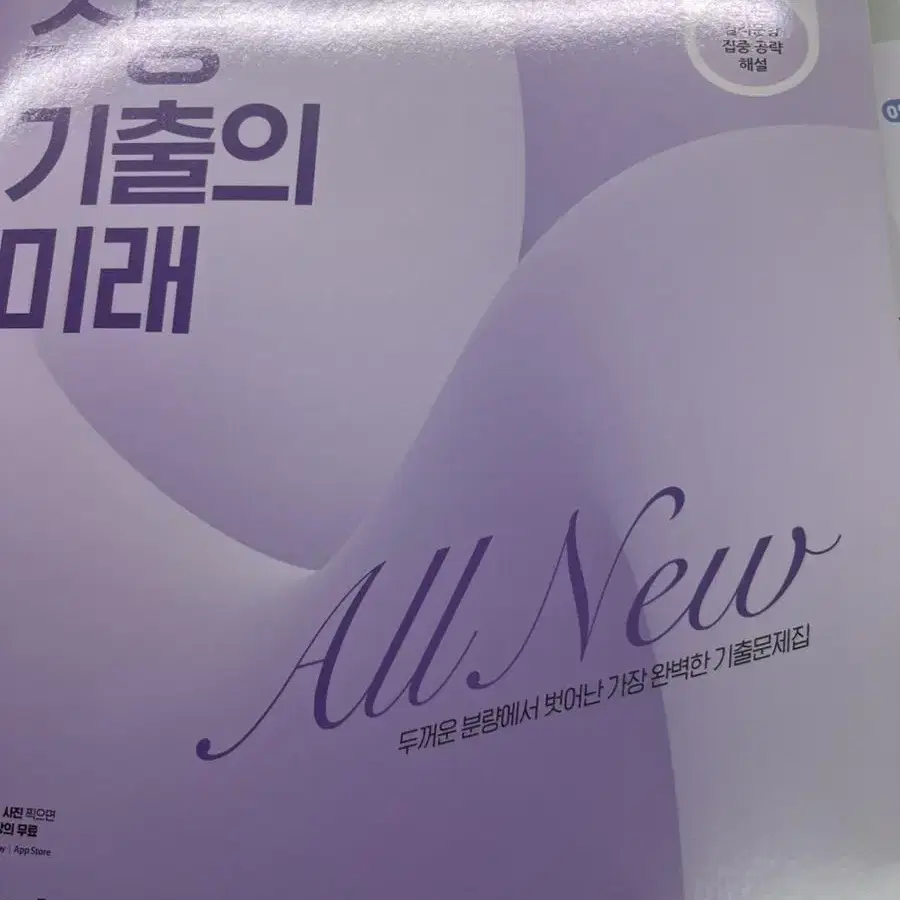 기출의
미래
집중 공략
해설
All New
두꺼운 분량에서 벗어난 가장 완벽한 기출문제집
사진 찍으면
무료
App Store